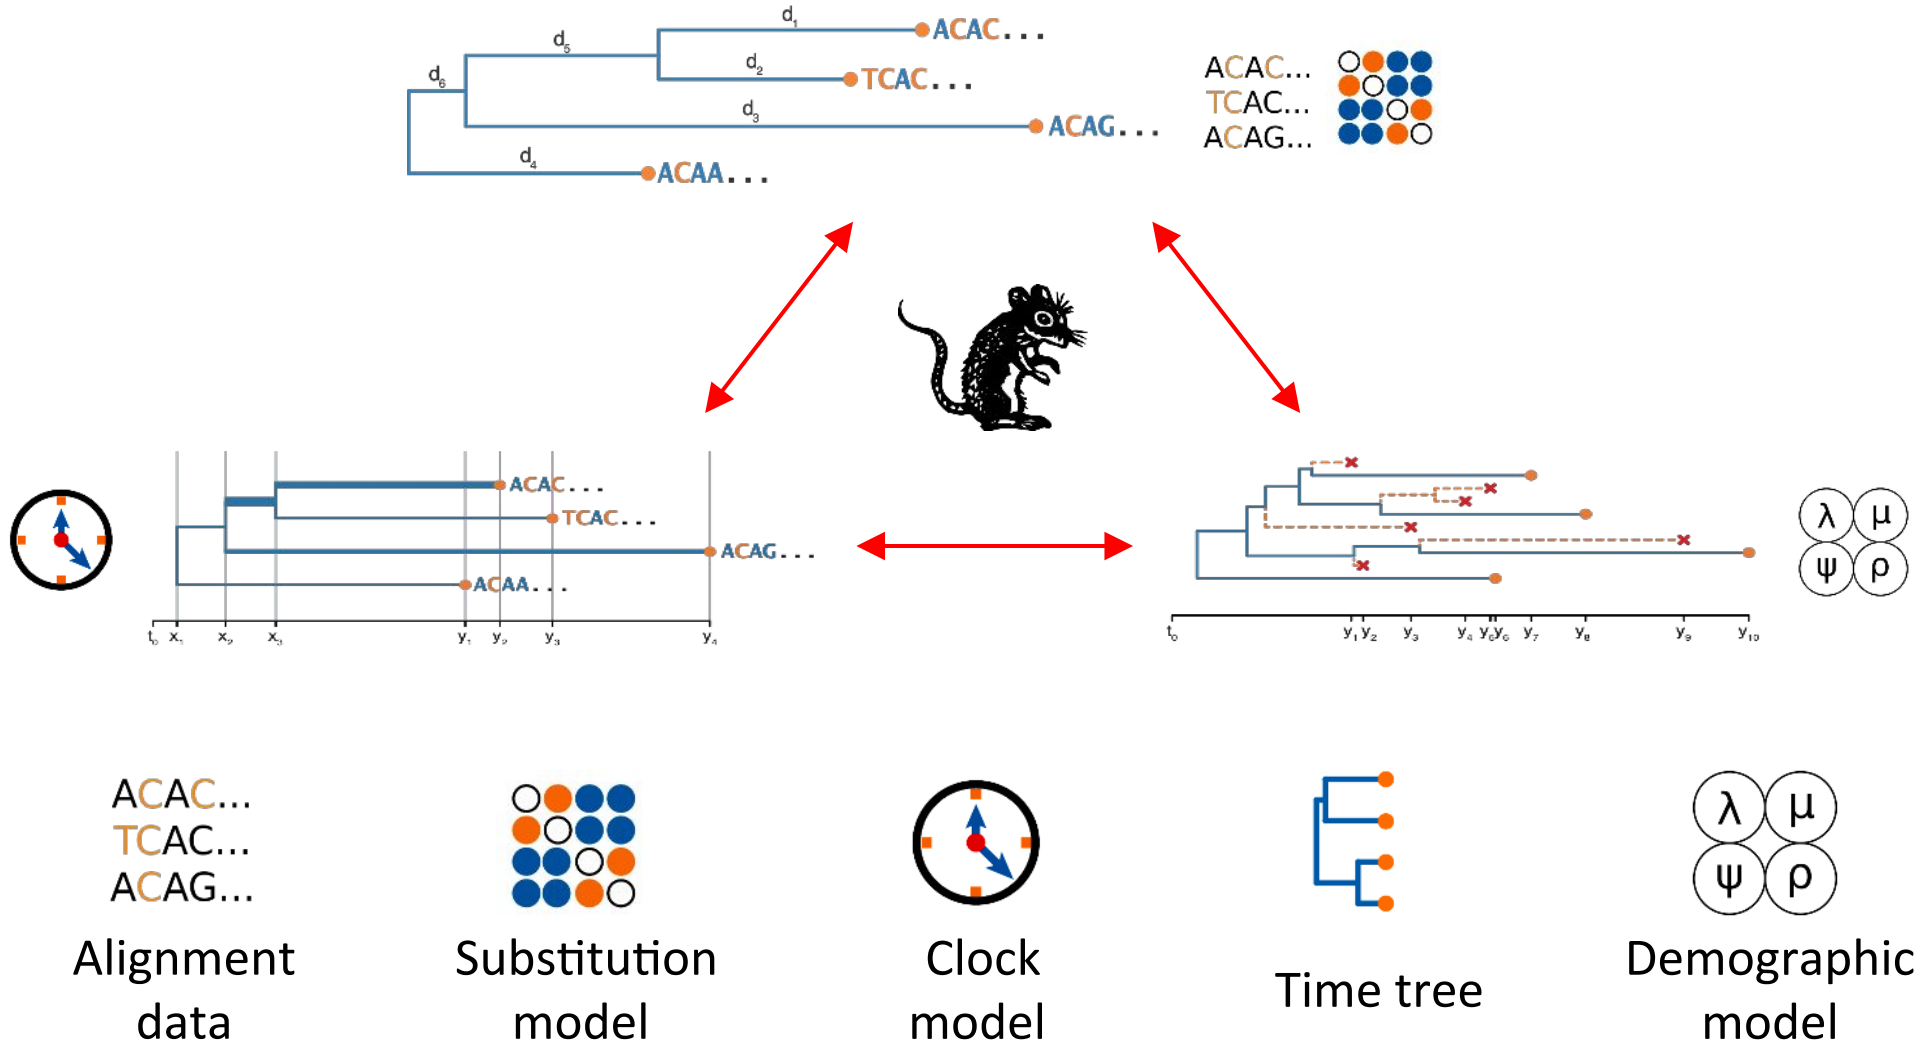 d₁
ACAC...
d₅
d₂
TCAC...
d₆
d₃
ACAG...
d₄
ACAA...
ACAC...
TCAC...
ACAG...
ACAC...
TCAC...
ACAG...
ACAA...
t₀ x₁ x₂ x₃ y₁ y₂ y₃ y₄
t₀ y₁ y₂ y₃ y₄ y₅ y₆ y₇ y₈ y₉ y₁₀
λ μ
ψ ρ
ACAC...
TCAC...
ACAG...
λ μ
ψ ρ
Alignment
data
Substitution
model
Clock
model
Time tree
Demographic
model